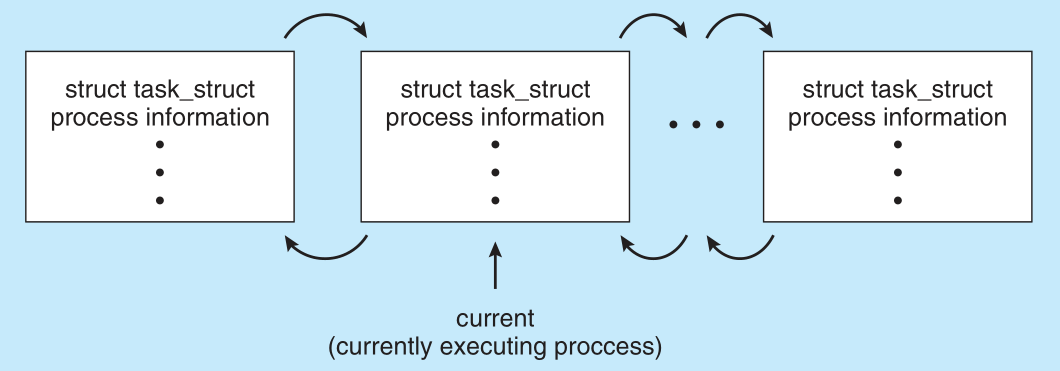 struct task_struct
process information
struct task_struct
process information
struct task_struct
process information
current
(currently executing proccess)